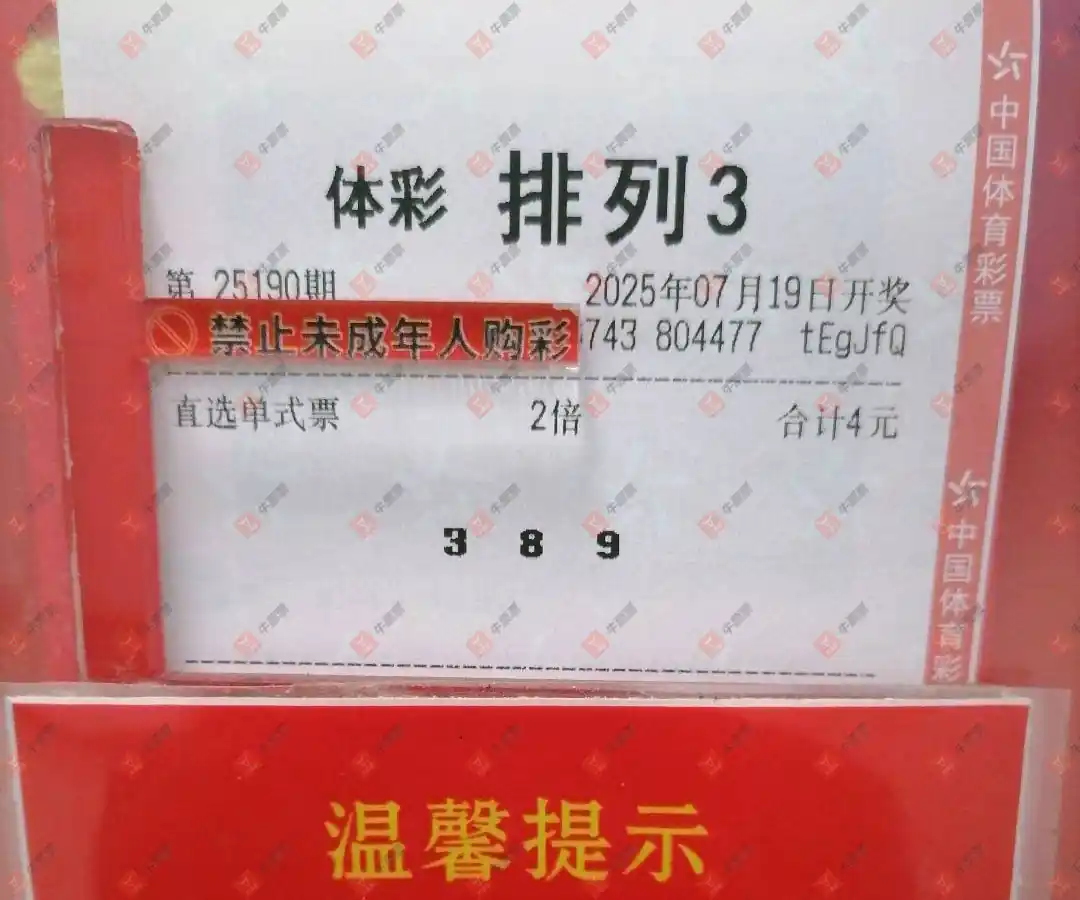 体彩 排列3
第 25190期 2025年07月19日开奖
禁止未成年人购彩 743 804477 tEgJfQ
直选单式票 2倍 合计4元
3 8 9
中国体育彩票
中国体育彩
温馨提示